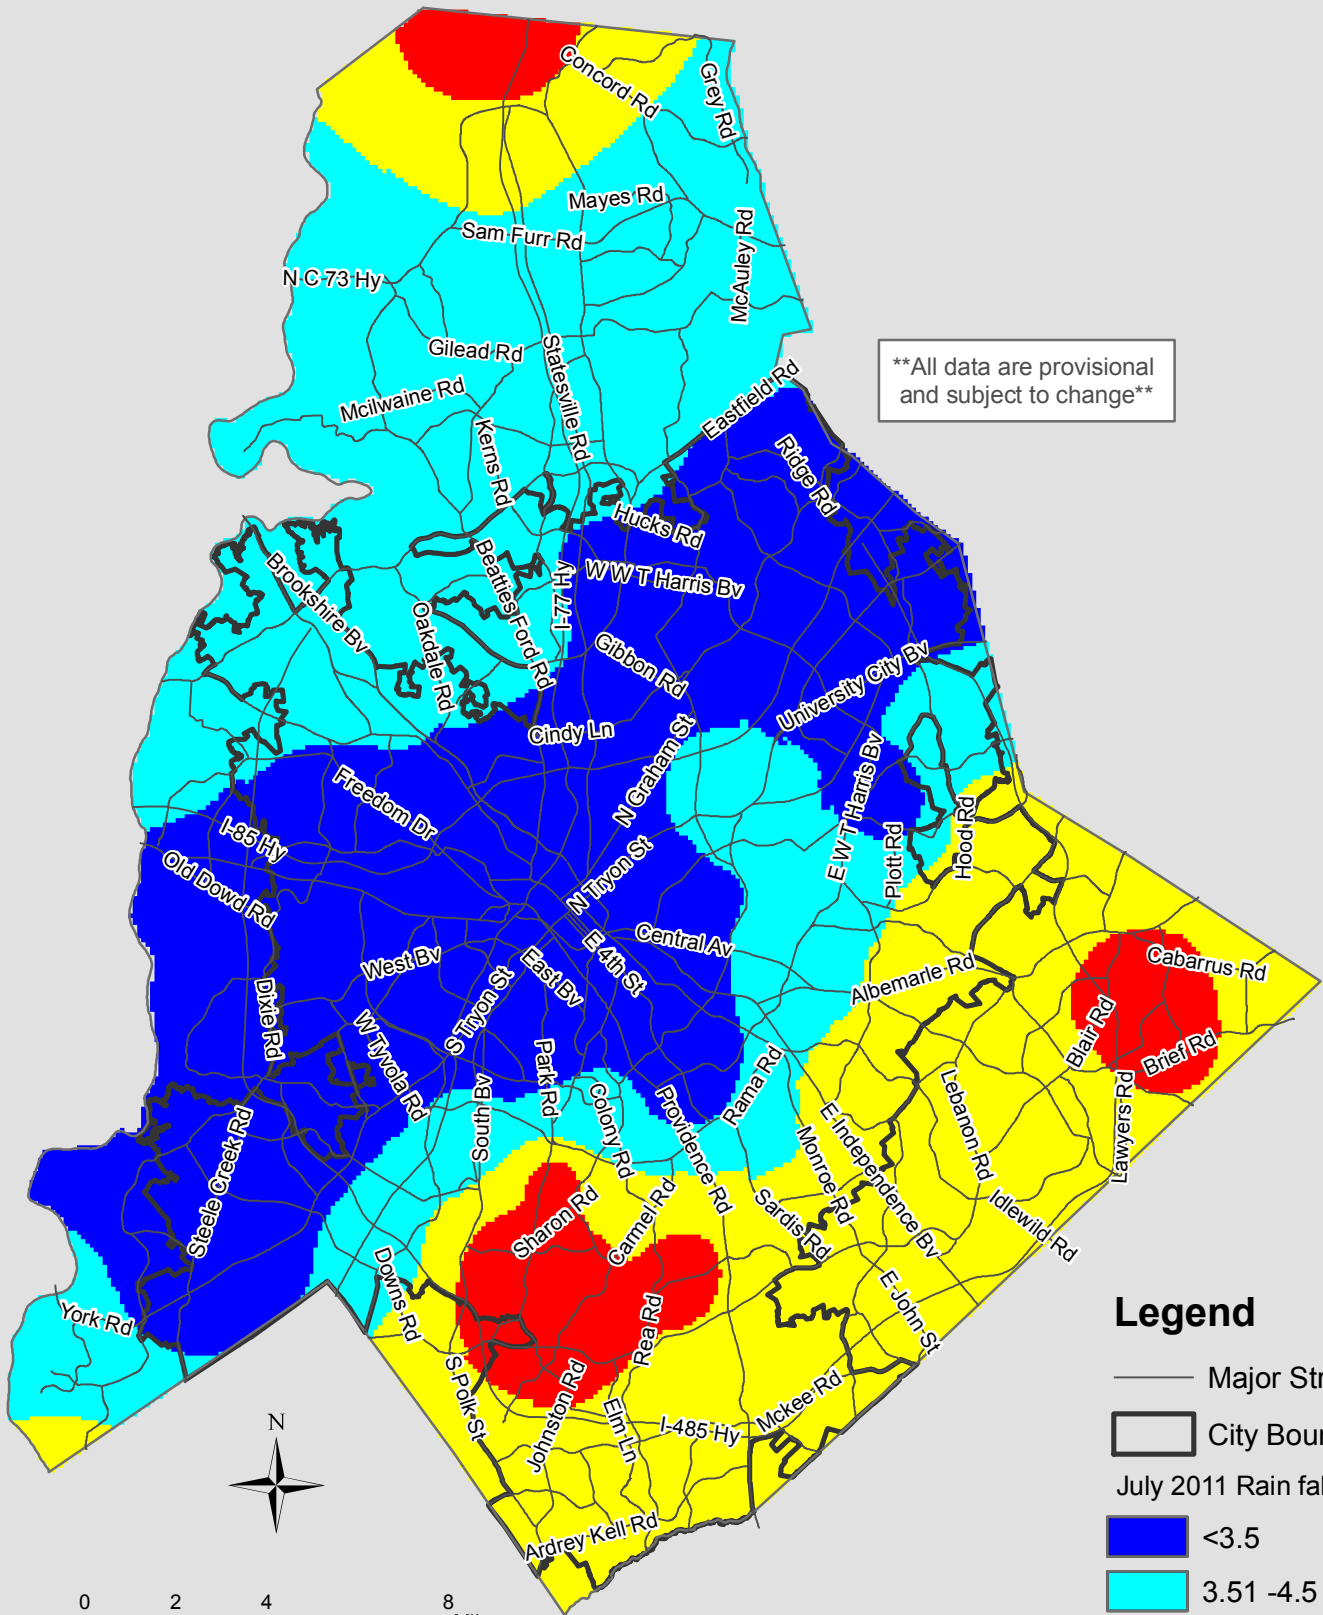 Concord Rd
Grey Rd
Mayes Rd
Sam Furr Rd
McAuley Rd
N C 73 Hy
Gilead Rd
Statesville Rd
**All data are provisional
and subject to change**
Mcilwaine Rd
Eastfield Rd
Kerns Rd
Ridge Rd
Hucks Rd
Brookshire Bv
Beatties Ford Rd
I-77 Hy
W W T Harris Bv
Oakdale Rd
Gibbon Rd
University City Bv
Cindy Ln
N Graham St
Freedom Dr
E W T Harris Bv
I-85 Hy
Plott Rd
Hood Rd
Old Dowd Rd
N Tryon St
Central Av
E 4th St
West Bv
East Bv
Albemarle Rd
Cabarrus Rd
Dixie Rd
S Tryon St
W Tyvola Rd
Park Rd
Blair Rd
Brief Rd
Rama Rd
South Bv
Colony Rd
Providence Rd
Lebanon Rd
Lawyers Rd
Steele Creek Rd
Monroe Rd
E Independence Bv
Sharon Rd
Carmel Rd
Sardis Rd
Idlewild Rd
Downs Rd
York Rd
Rea Rd
E John St
S Polk St
Johnston Rd
Elm Ln
I-485 Hy
Mckee Rd
Ardrey Kell Rd
N
Legend
Major Str
City Bour
July 2011 Rain fal
<3.5
3.51 -4.5
0 2 4 8